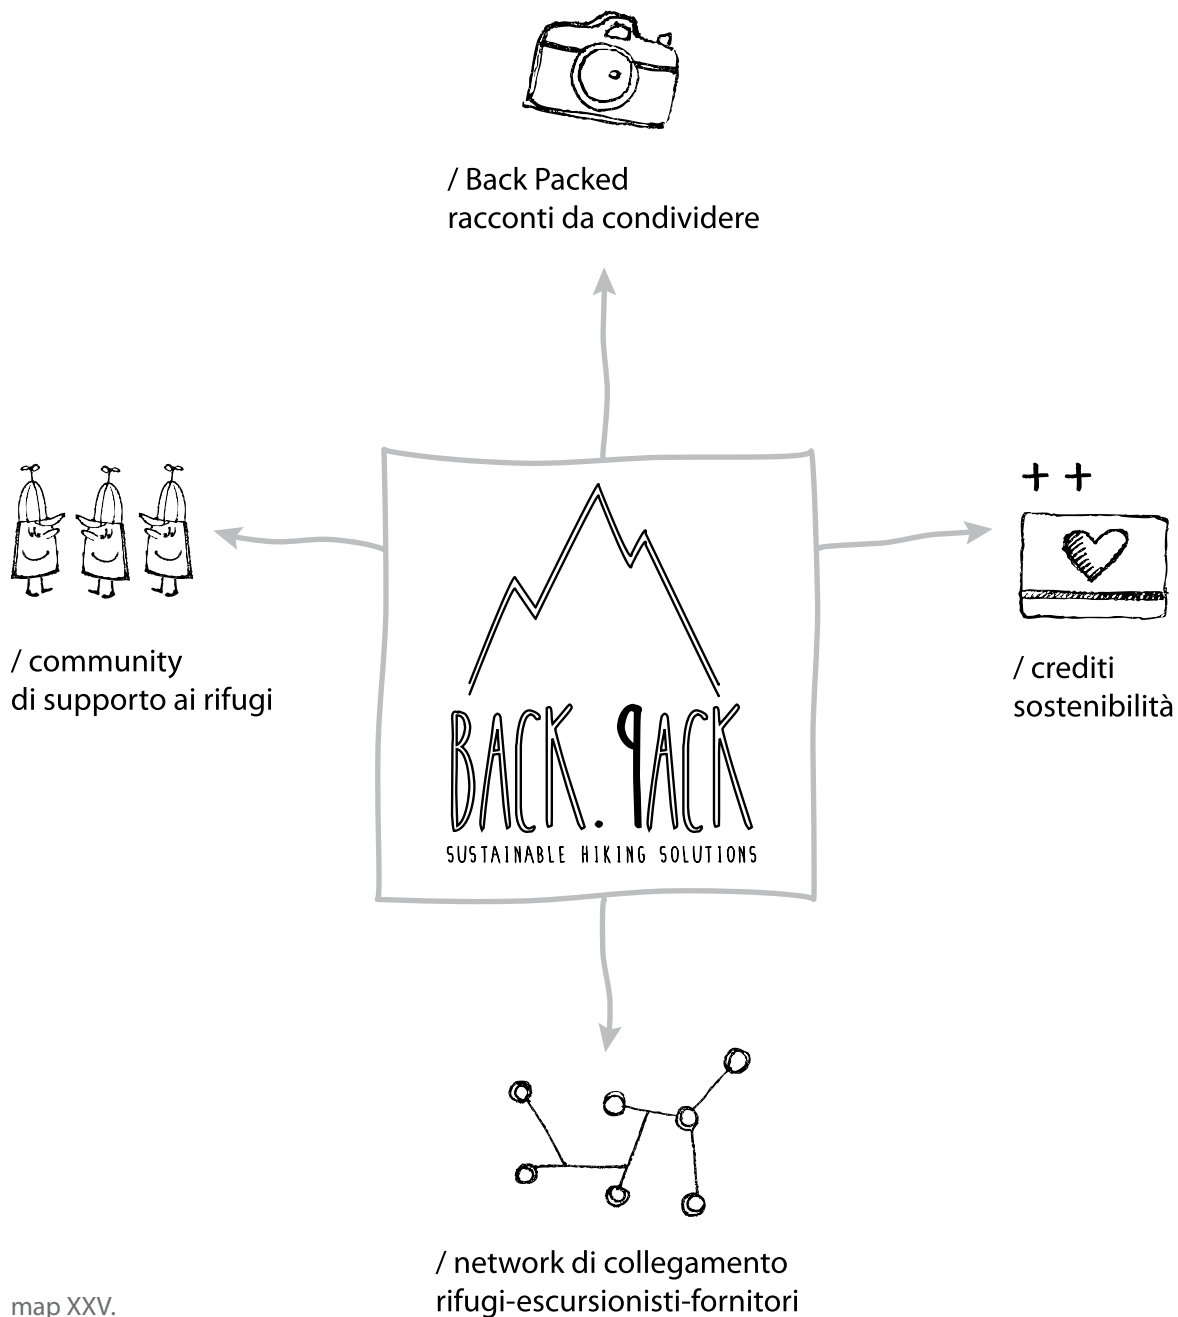 / Back Packed
racconti da condividere
/ community
di supporto ai rifugi
/ crediti
sostenibilità
BACK.PACK
SUSTAINABLE HIKING SOLUTIONS
/ network di collegamento
rifugi-escursionisti-fornitori
map XXV.